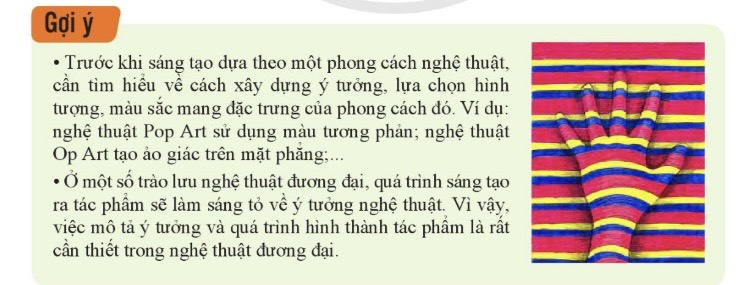 Gợi ý
• Trước khi sáng tạo dựa theo một phong cách nghệ thuật,
cần tìm hiểu về cách xây dựng ý tưởng, lựa chọn hình
tượng, màu sắc mang đặc trưng của phong cách đó. Ví dụ:
nghệ thuật Pop Art sử dụng màu tương phản; nghệ thuật
Op Art tạo ảo giác trên mặt phẳng;...
• Ở một số trào lưu nghệ thuật đương đại, quá trình sáng tạo
ra tác phẩm sẽ làm sáng tỏ về ý tưởng nghệ thuật. Vì vậy,
việc mô tả ý tưởng và quá trình hình thành tác phẩm là rất
cần thiết trong nghệ thuật đương đại.